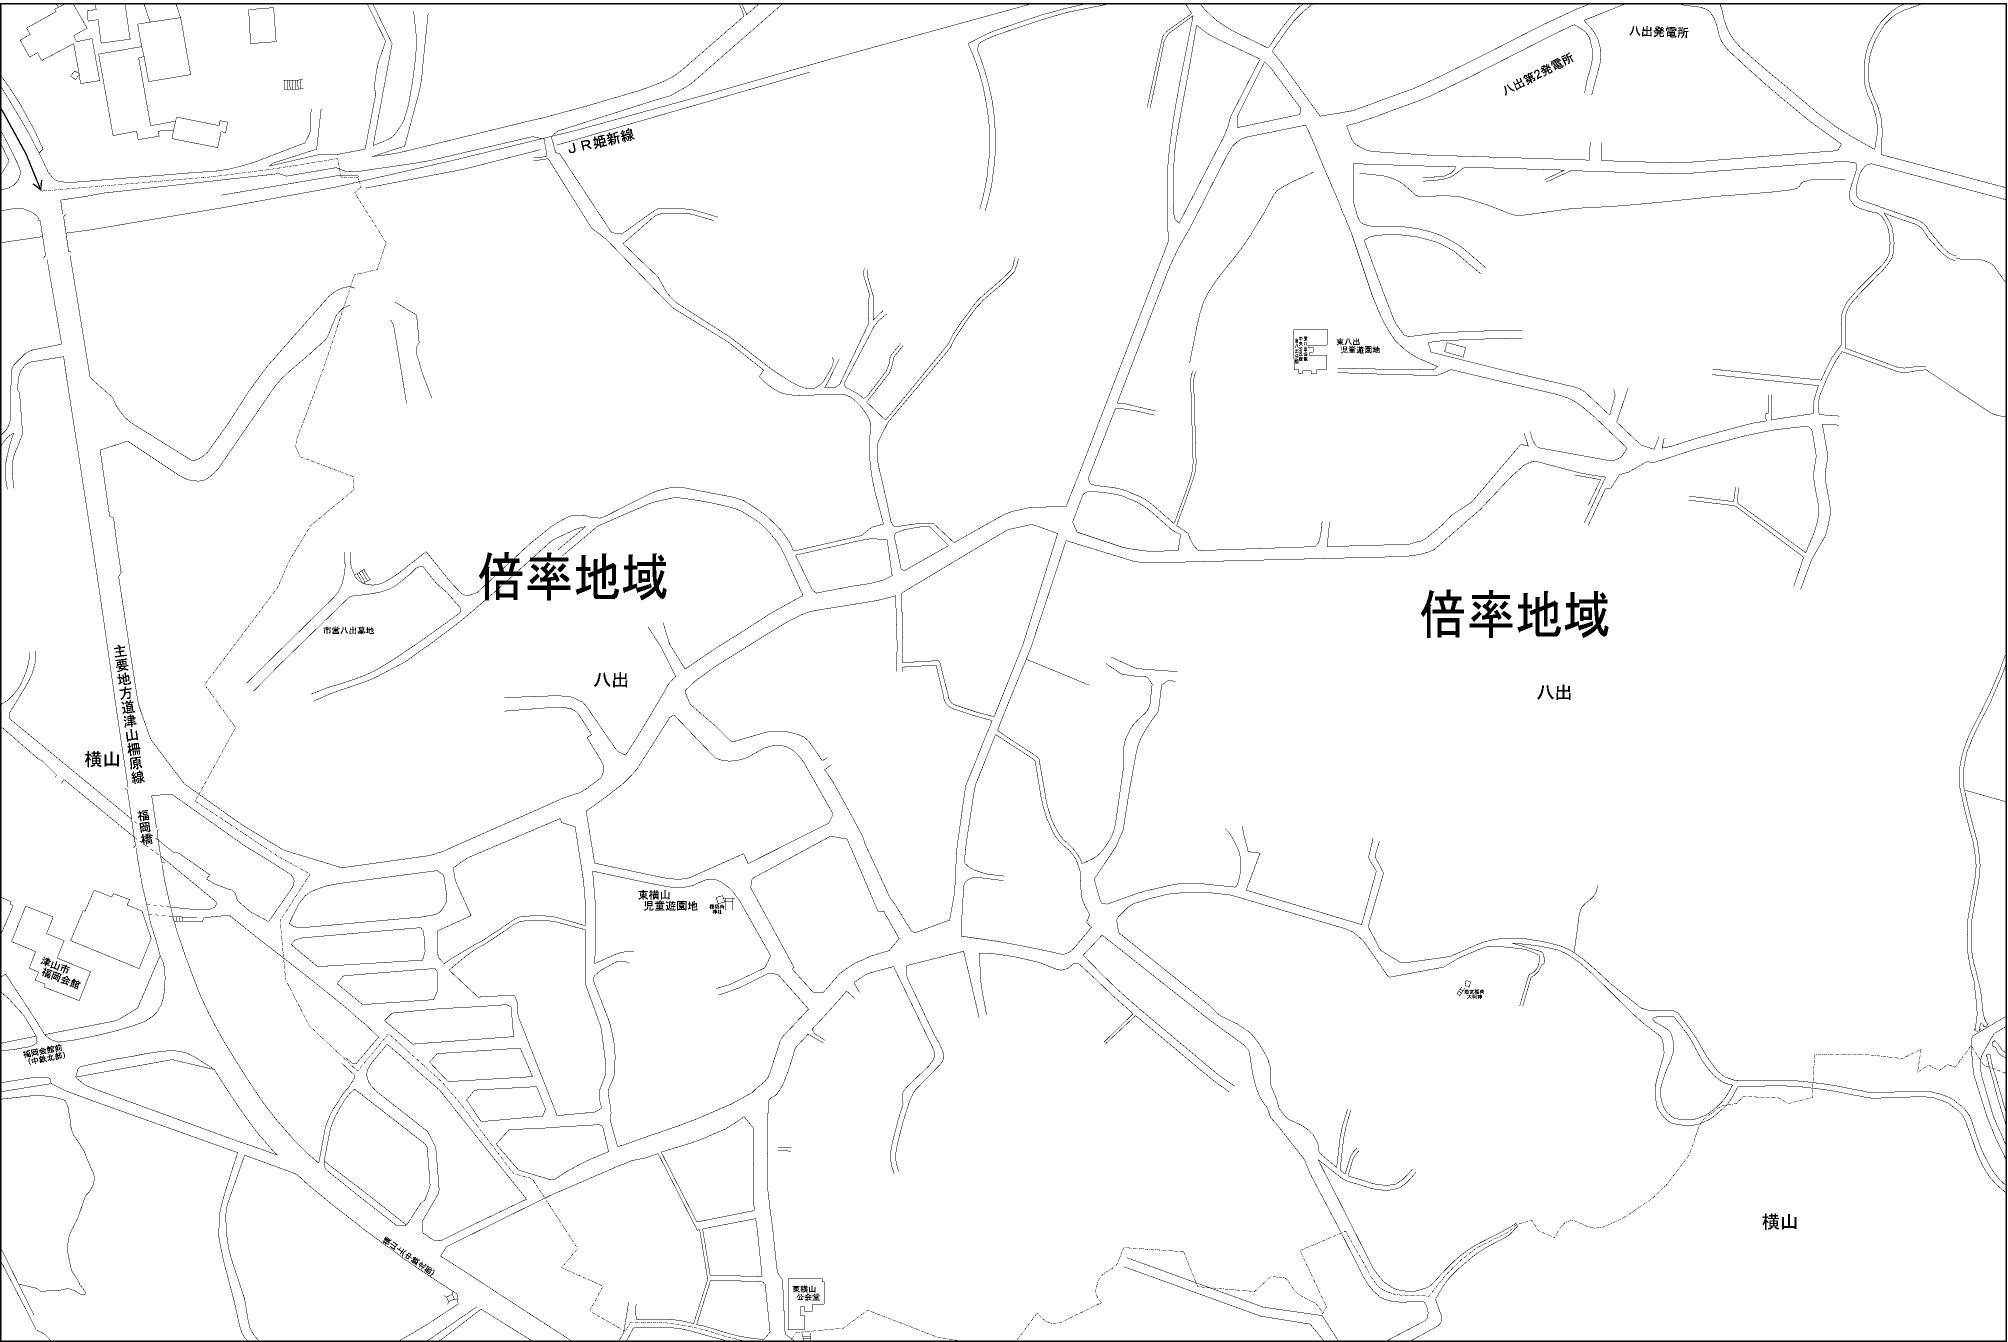 八出発電所
八出第2発電所
JR姫新線
東八出
児童遊園地
倍率地域
倍率地域
市営八出墓地
主要地方道津山柵原線
八出
八出
横山
福岡橋
東横山
児童遊園地
津山市
福岡会館
福岡会館前
(中鉄北部)
横山
東横山
公会堂